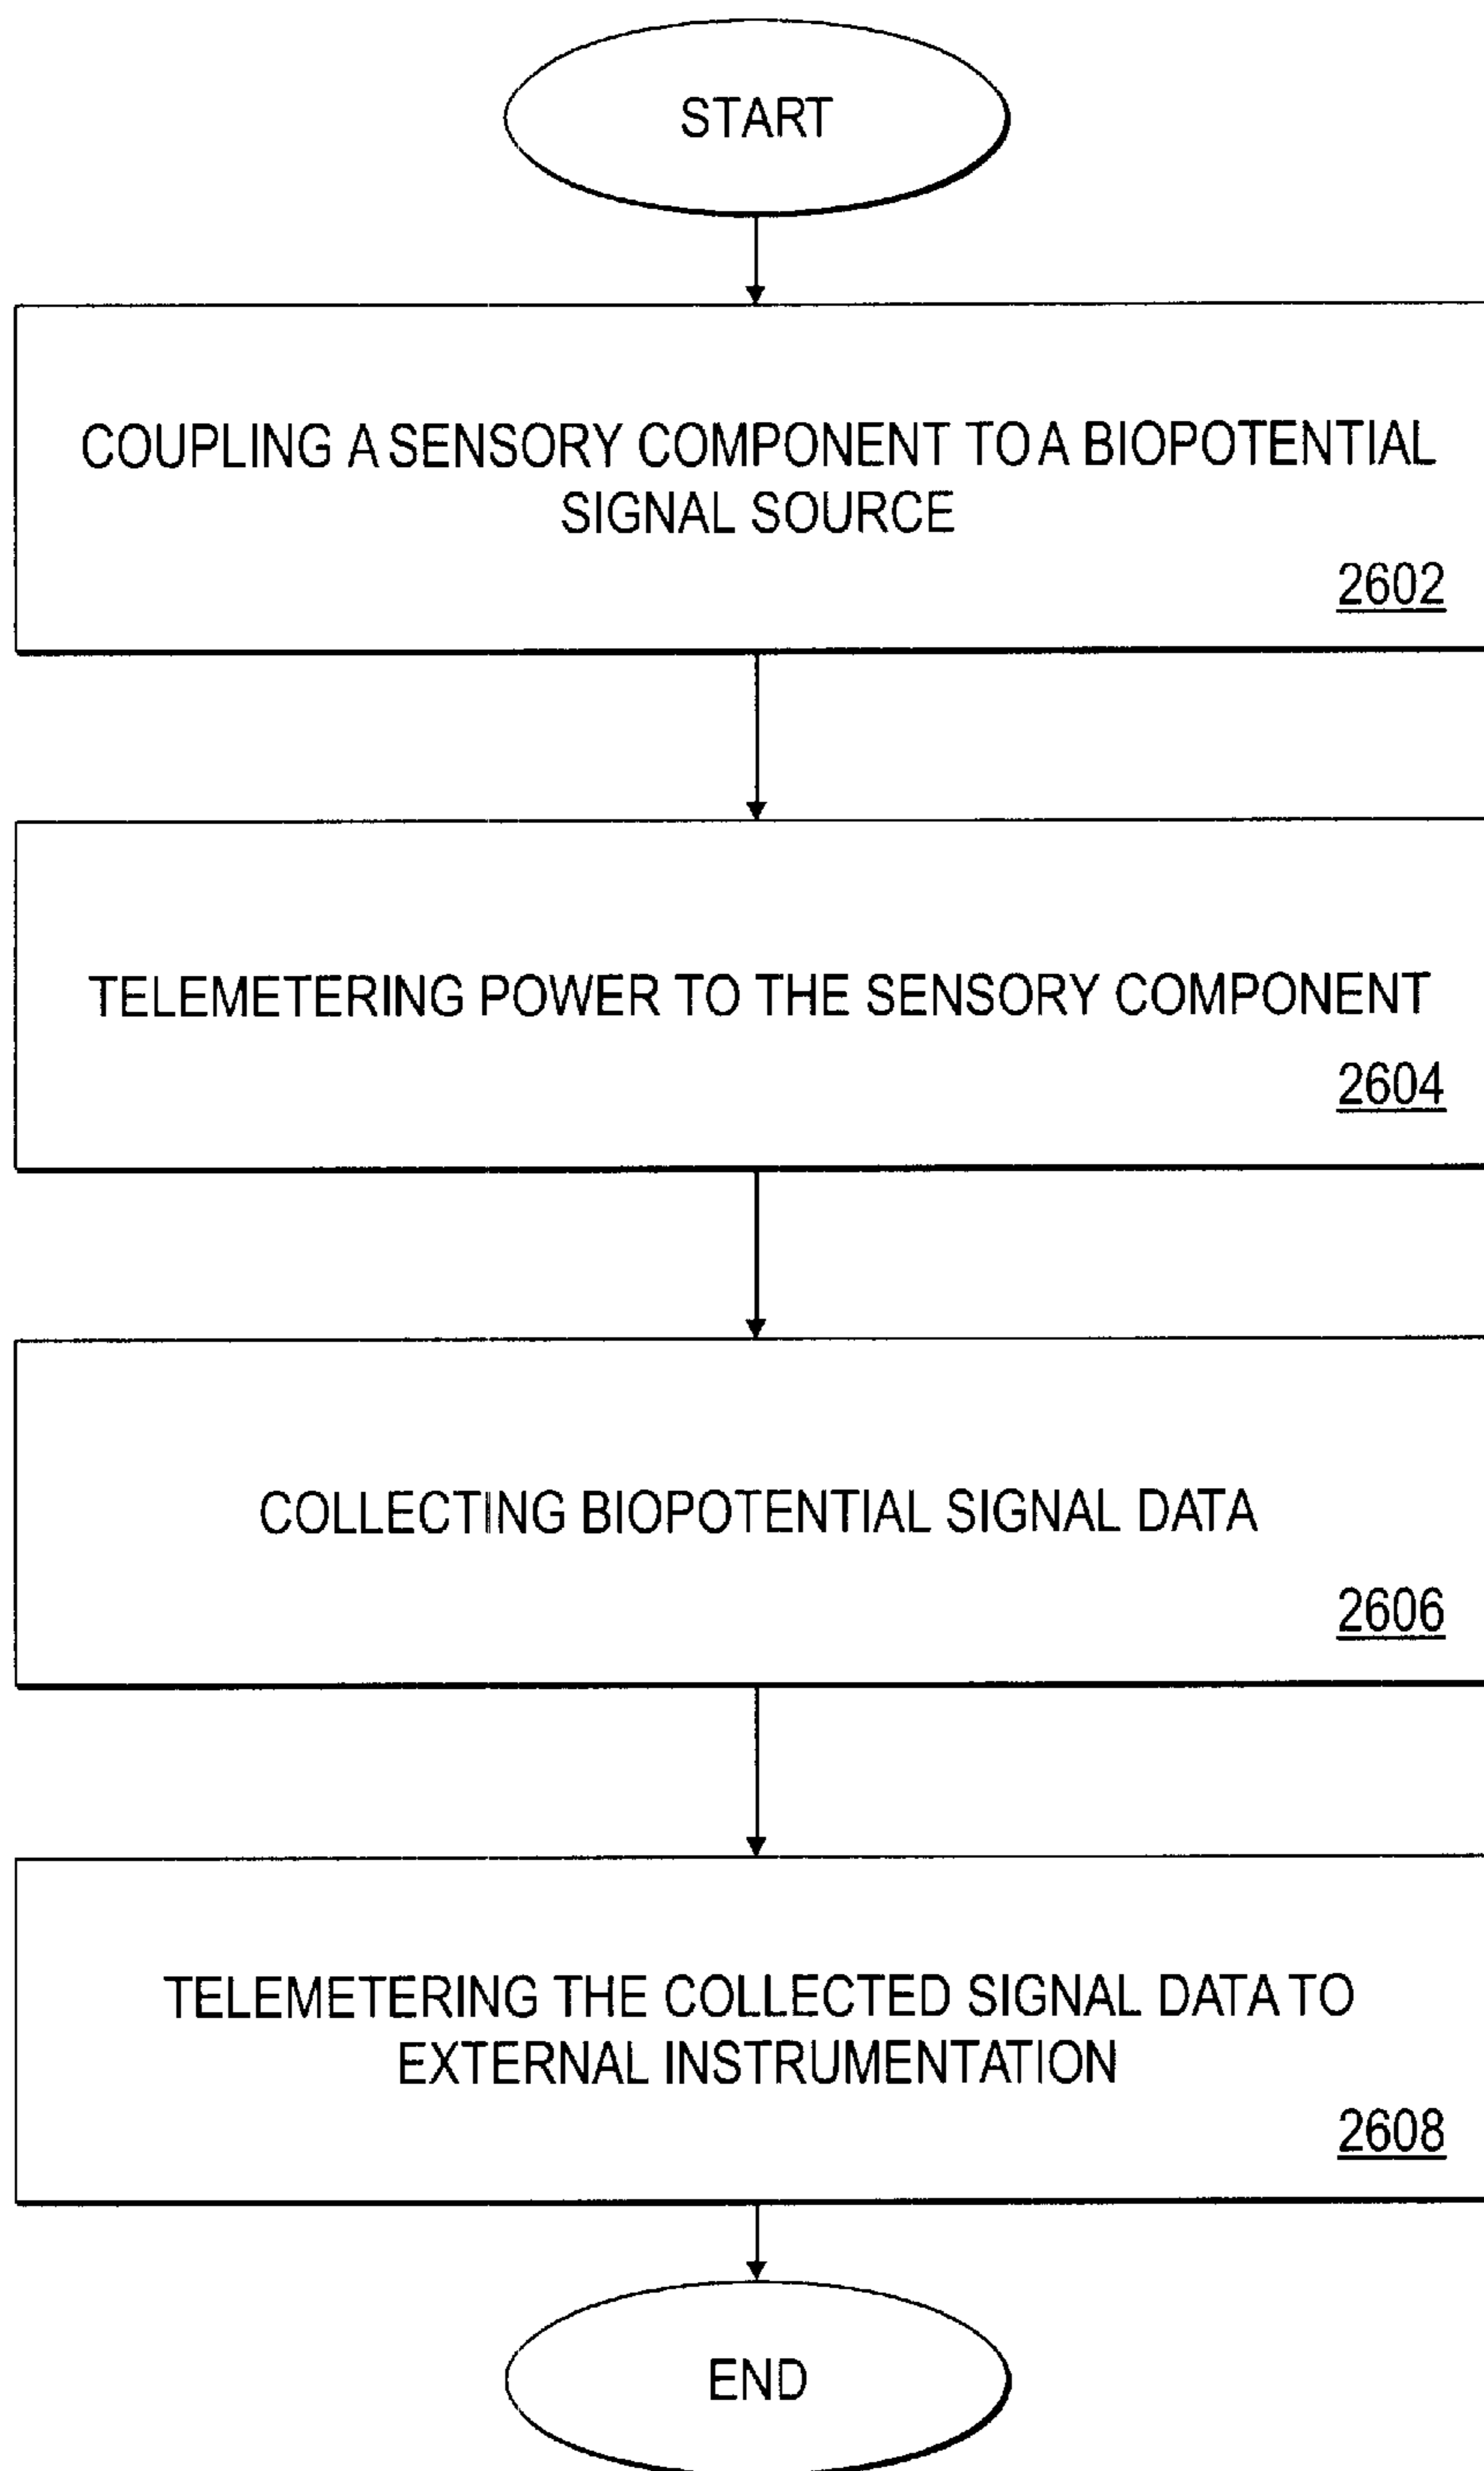 START
COUPLING A SENSORY COMPONENT TO A BIOPOTENTIAL
SIGNAL SOURCE
2602
TELEMETERING POWER TO THE SENSORY COMPONENT
2604
COLLECTING BIOPOTENTIAL SIGNAL DATA
2606
TELEMETERING THE COLLECTED SIGNAL DATA TO
EXTERNAL INSTRUMENTATION
2608
END